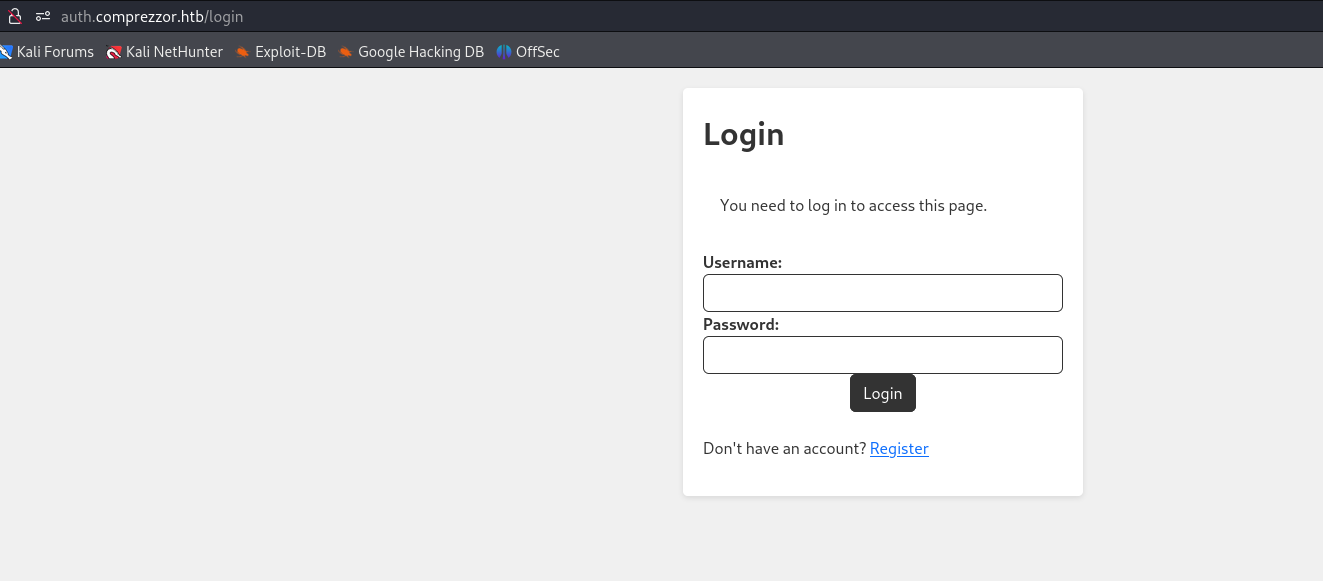 auth.comprezzor.htb/login
Kali Forums Kali NetHunter Exploit-DB Google Hacking DB OffSec
Login
You need to log in to access this page.
Username:
Password:
Login
Don't have an account? Register